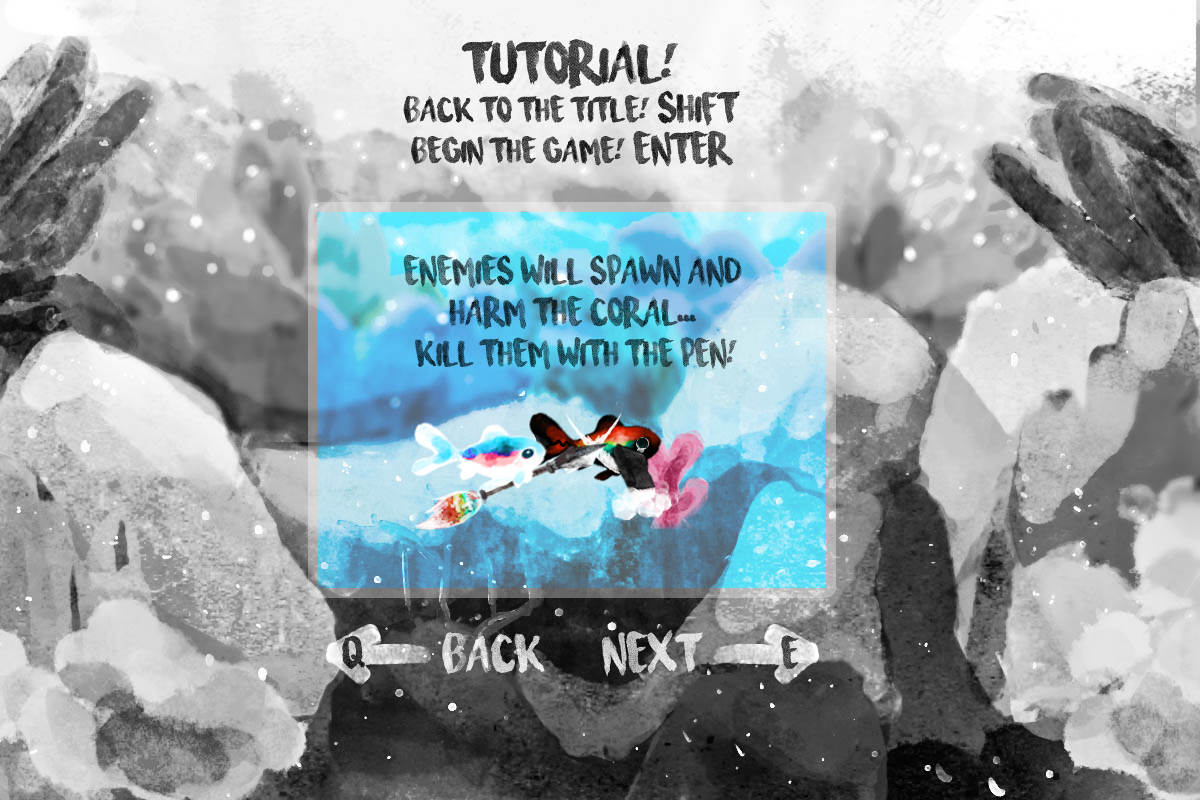 TUTORIAL!
BACK TO THE TITLE! SHIFT
BEGIN THE GAME! ENTER
ENEMIES WILL SPAWN AND
HARM THE CORAL...
KILL THEM WITH THE PEN!
Q BACK NEXT E